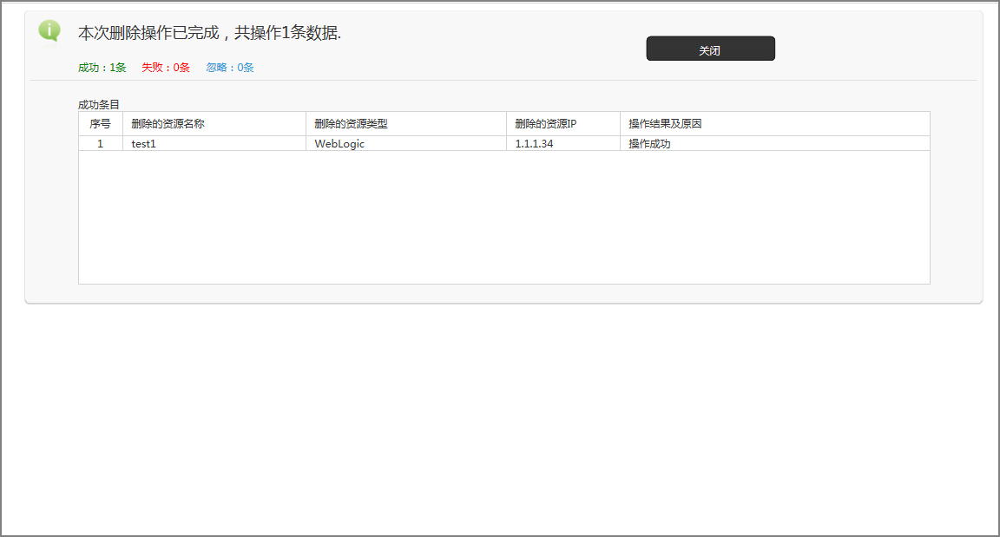 本次删除操作已完成，共操作1条数据.
关闭
成功：1条 失败：0条 忽略：0条
成功条目
序号 删除的资源名称 删除的资源类型 删除的资源IP 操作结果及原因
1 test1 WebLogic 1.1.1.34 操作成功